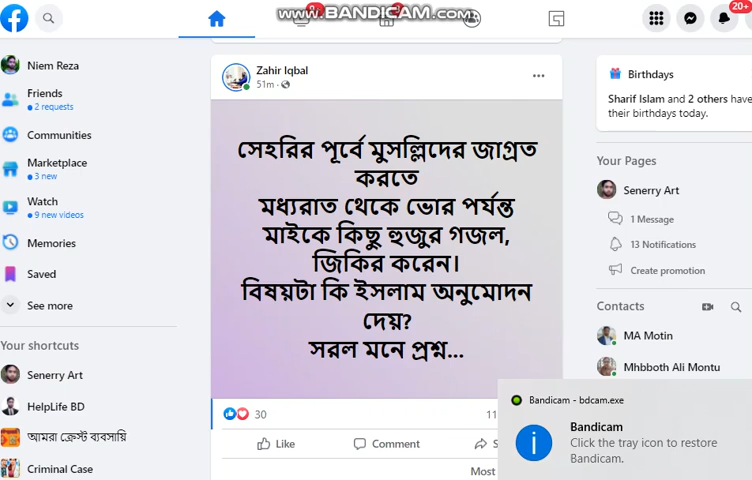 www.BANDICAM.com
20+
Niem Reza
Friends
2 requests
Communities
Marketplace
3 new
Watch
9 new videos
Memories
Saved
See more
Your shortcuts
Senerry Art
HelpLife BD
আমরা ক্রেস্ট ব্যবসায়ি
Criminal Case
Zahir Iqbal
51m
সেহরির পূর্বে মুসল্লিদের জাগ্রত
করতে
মধ্যরাত থেকে ভোর পর্যন্ত
মাইকে কিছু হুজুর গজল,
জিকির করেন।
বিষয়টা কি ইসলাম অনুমোদন
দেয়?
সরল মনে প্রশ্ন...
30
11
Like
Comment
S
Most
Birthdays
Sharif Islam and 2 others have
their birthdays today.
Your Pages
Senerry Art
1 Message
13 Notifications
Create promotion
Contacts
MA Motin
Mhbboth Ali Montu
Bandicam - bdcam.exe
Bandicam
Click the tray icon to restore
Bandicam.